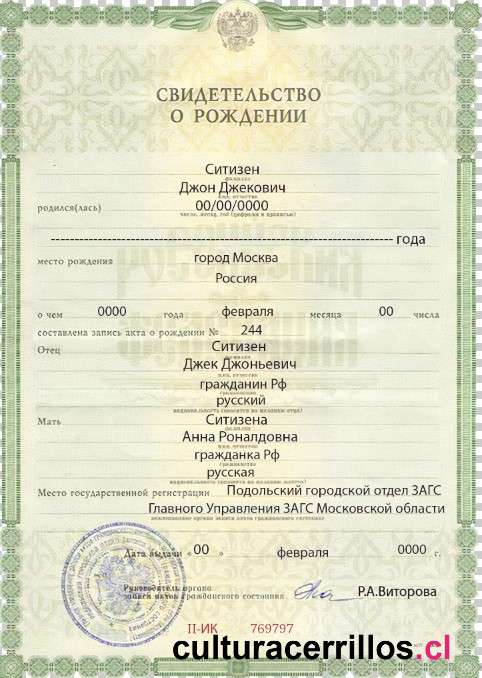 СВИДЕТЕЛЬСТВО
О РОЖДЕНИИ
Ситизен
фамилия
Джон Джекович
имя, отчество
родился(лась) 00/00/0000
число, месяц, год (цифрами и прописью)
года
место рождения город Москва
Россия
о чем 0000 года февраля месяца 00 числа
составлена запись акта о рождении № 244
Отец Ситизен
фамилия
Джек Джоньевич
имя, отчество
гражданин Рф
гражданство
русский
национальность (вносится по желанию отца)
Мать Ситизена
фамилия
Анна Роналдовна
имя, отчество
гражданка Рф
гражданство
русская
национальность (вносится по желанию матери)
Место государственной регистрации Подольский городской отдел ЗАГС
Главного Управления ЗАГС Московской области
наименование органа записи актов гражданского состояния
Дата выдачи «00» февраля 0000 г.
Руководитель органа
записи актов гражданского состояния Р.А.Виторова
II-ИК 769797
culturacerrillos.cl